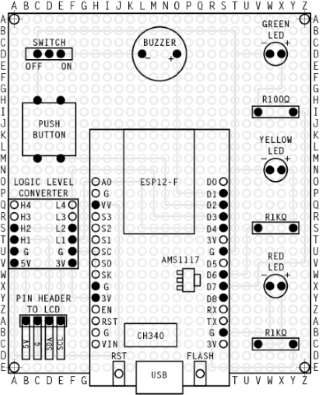 A B C D E F G H I J K L M N O P Q R S T U V W X Y Z
GREEN
LED
SWITCH
OFF ON
BUZZER
- +
- +
R100Ω
PUSH
BUTTON
YELLOW
LED
- +
LOGIC LEVEL
CONVERTER
H4 L4
H3 L3
H2 L2
H1 L1
G G
5V 3V
ESP12-F
A0 D0
G D1
VV D2
S3 D3
S2 D4
S1 3V
SC G
SO D5
SK D6
G D7
3V D8
EN RX
RST TX
G G
VIN 3V
AMS1117
R1KΩ
RED
LED
- +
PIN HEADER
TO LCD
5V
G
SDA
SCL
CH340
R1KΩ
RST FLASH
USB
A B C D E F G T U V W X Y Z
A
B
C
D
E
F
G
H
I
J
K
L
M
N
O
P
Q
R
S
T
U
V
W
X
Y
Z
A
B
C
D
E
A
B
C
D
E
F
G
H
I
J
K
L
M
N
O
P
Q
R
S
T
U
V
W
X
Y
Z
A
B
C
D
E